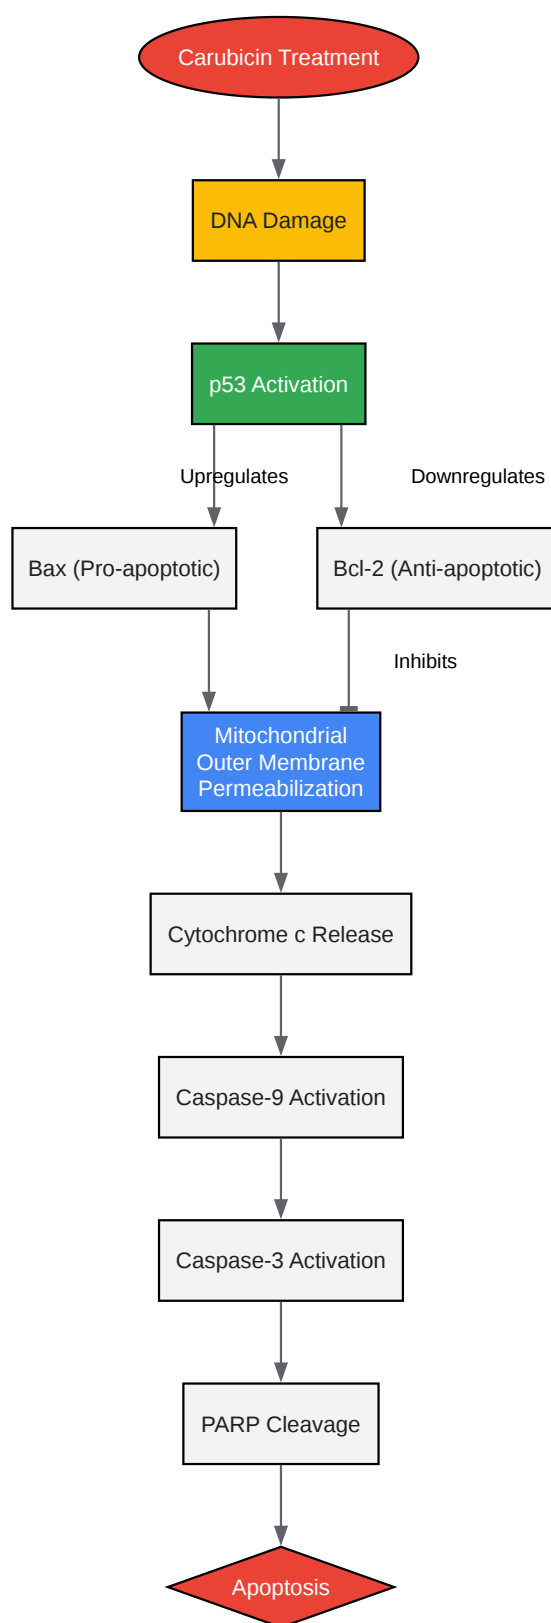 Carubicin Treatment
DNA Damage
p53 Activation
Upregulates
Downregulates
Bax (Pro-apoptotic)
Bcl-2 (Anti-apoptotic)
Inhibits
Mitochondrial
Outer Membrane
Permeabilization
Cytochrome c Release
Caspase-9 Activation
Caspase-3 Activation
PARP Cleavage
Apoptosis